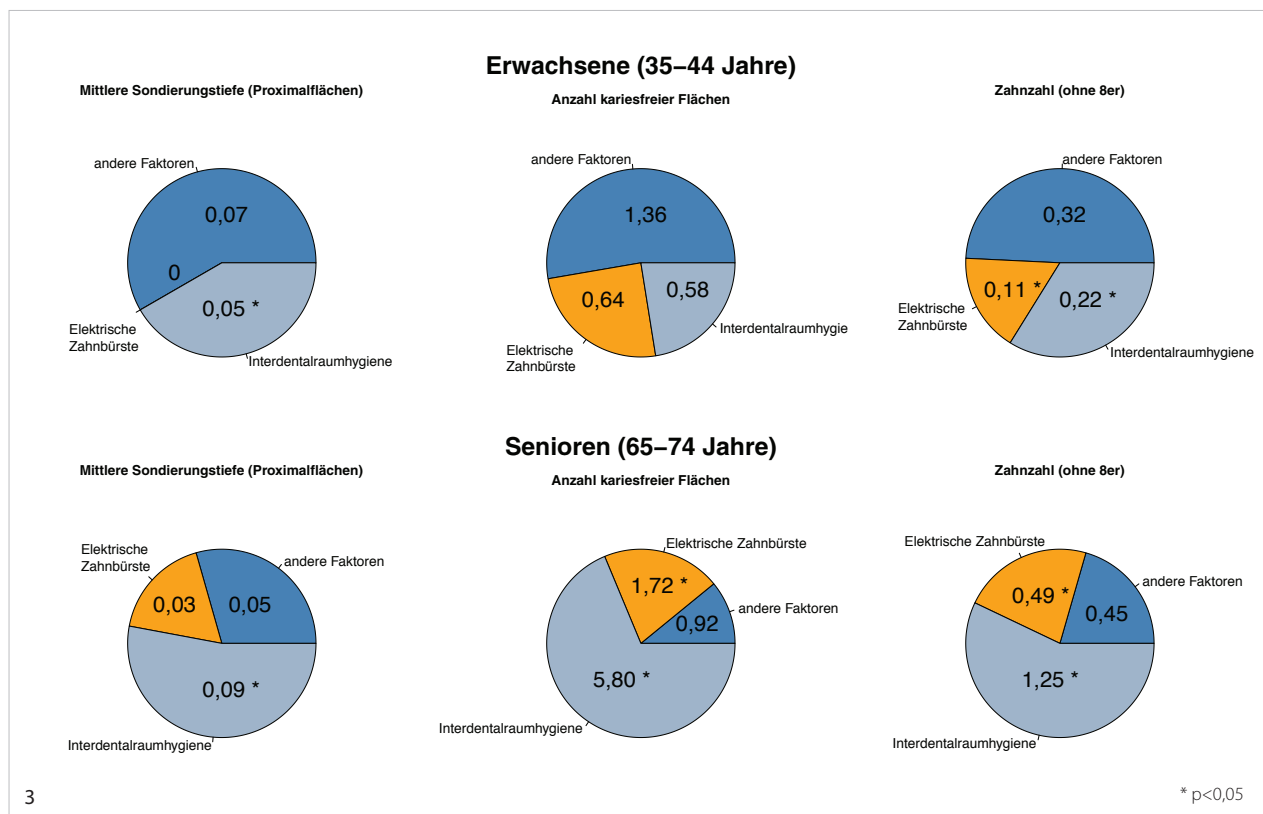 Erwachsene (35–44 Jahre)
Mittlere Sondierungstiefe (Proximalflächen)
andere Faktoren
0,07
0
0,05 *
Elektrische
Zahnbürste
Interdentalraumhygiene
Anzahl kariesfreier Flächen
andere Faktoren
1,36
0,64
0,58
Interdentalraumhygie
Elektrische
Zahnbürste
Zahnzahl (ohne 8er)
andere Faktoren
0,32
0,11 *
0,22 *
Elektrische
Zahnbürste
Interdentalraumhygiene
Senioren (65–74 Jahre)
Mittlere Sondierungstiefe (Proximalflächen)
Elektrische
Zahnbürste
andere Faktoren
0,03
0,05
0,09 *
Interdentalraumhygiene
Anzahl kariesfreier Flächen
Elektrische Zahnbürste
1,72 *
andere Faktoren
0,92
5,80 *
Interdentalraumhygiene
Zahnzahl (ohne 8er)
Elektrische Zahnbürste
andere Faktoren
0,49 *
0,45
1,25 *
Interdentalraumhygiene
3
* p<0,05